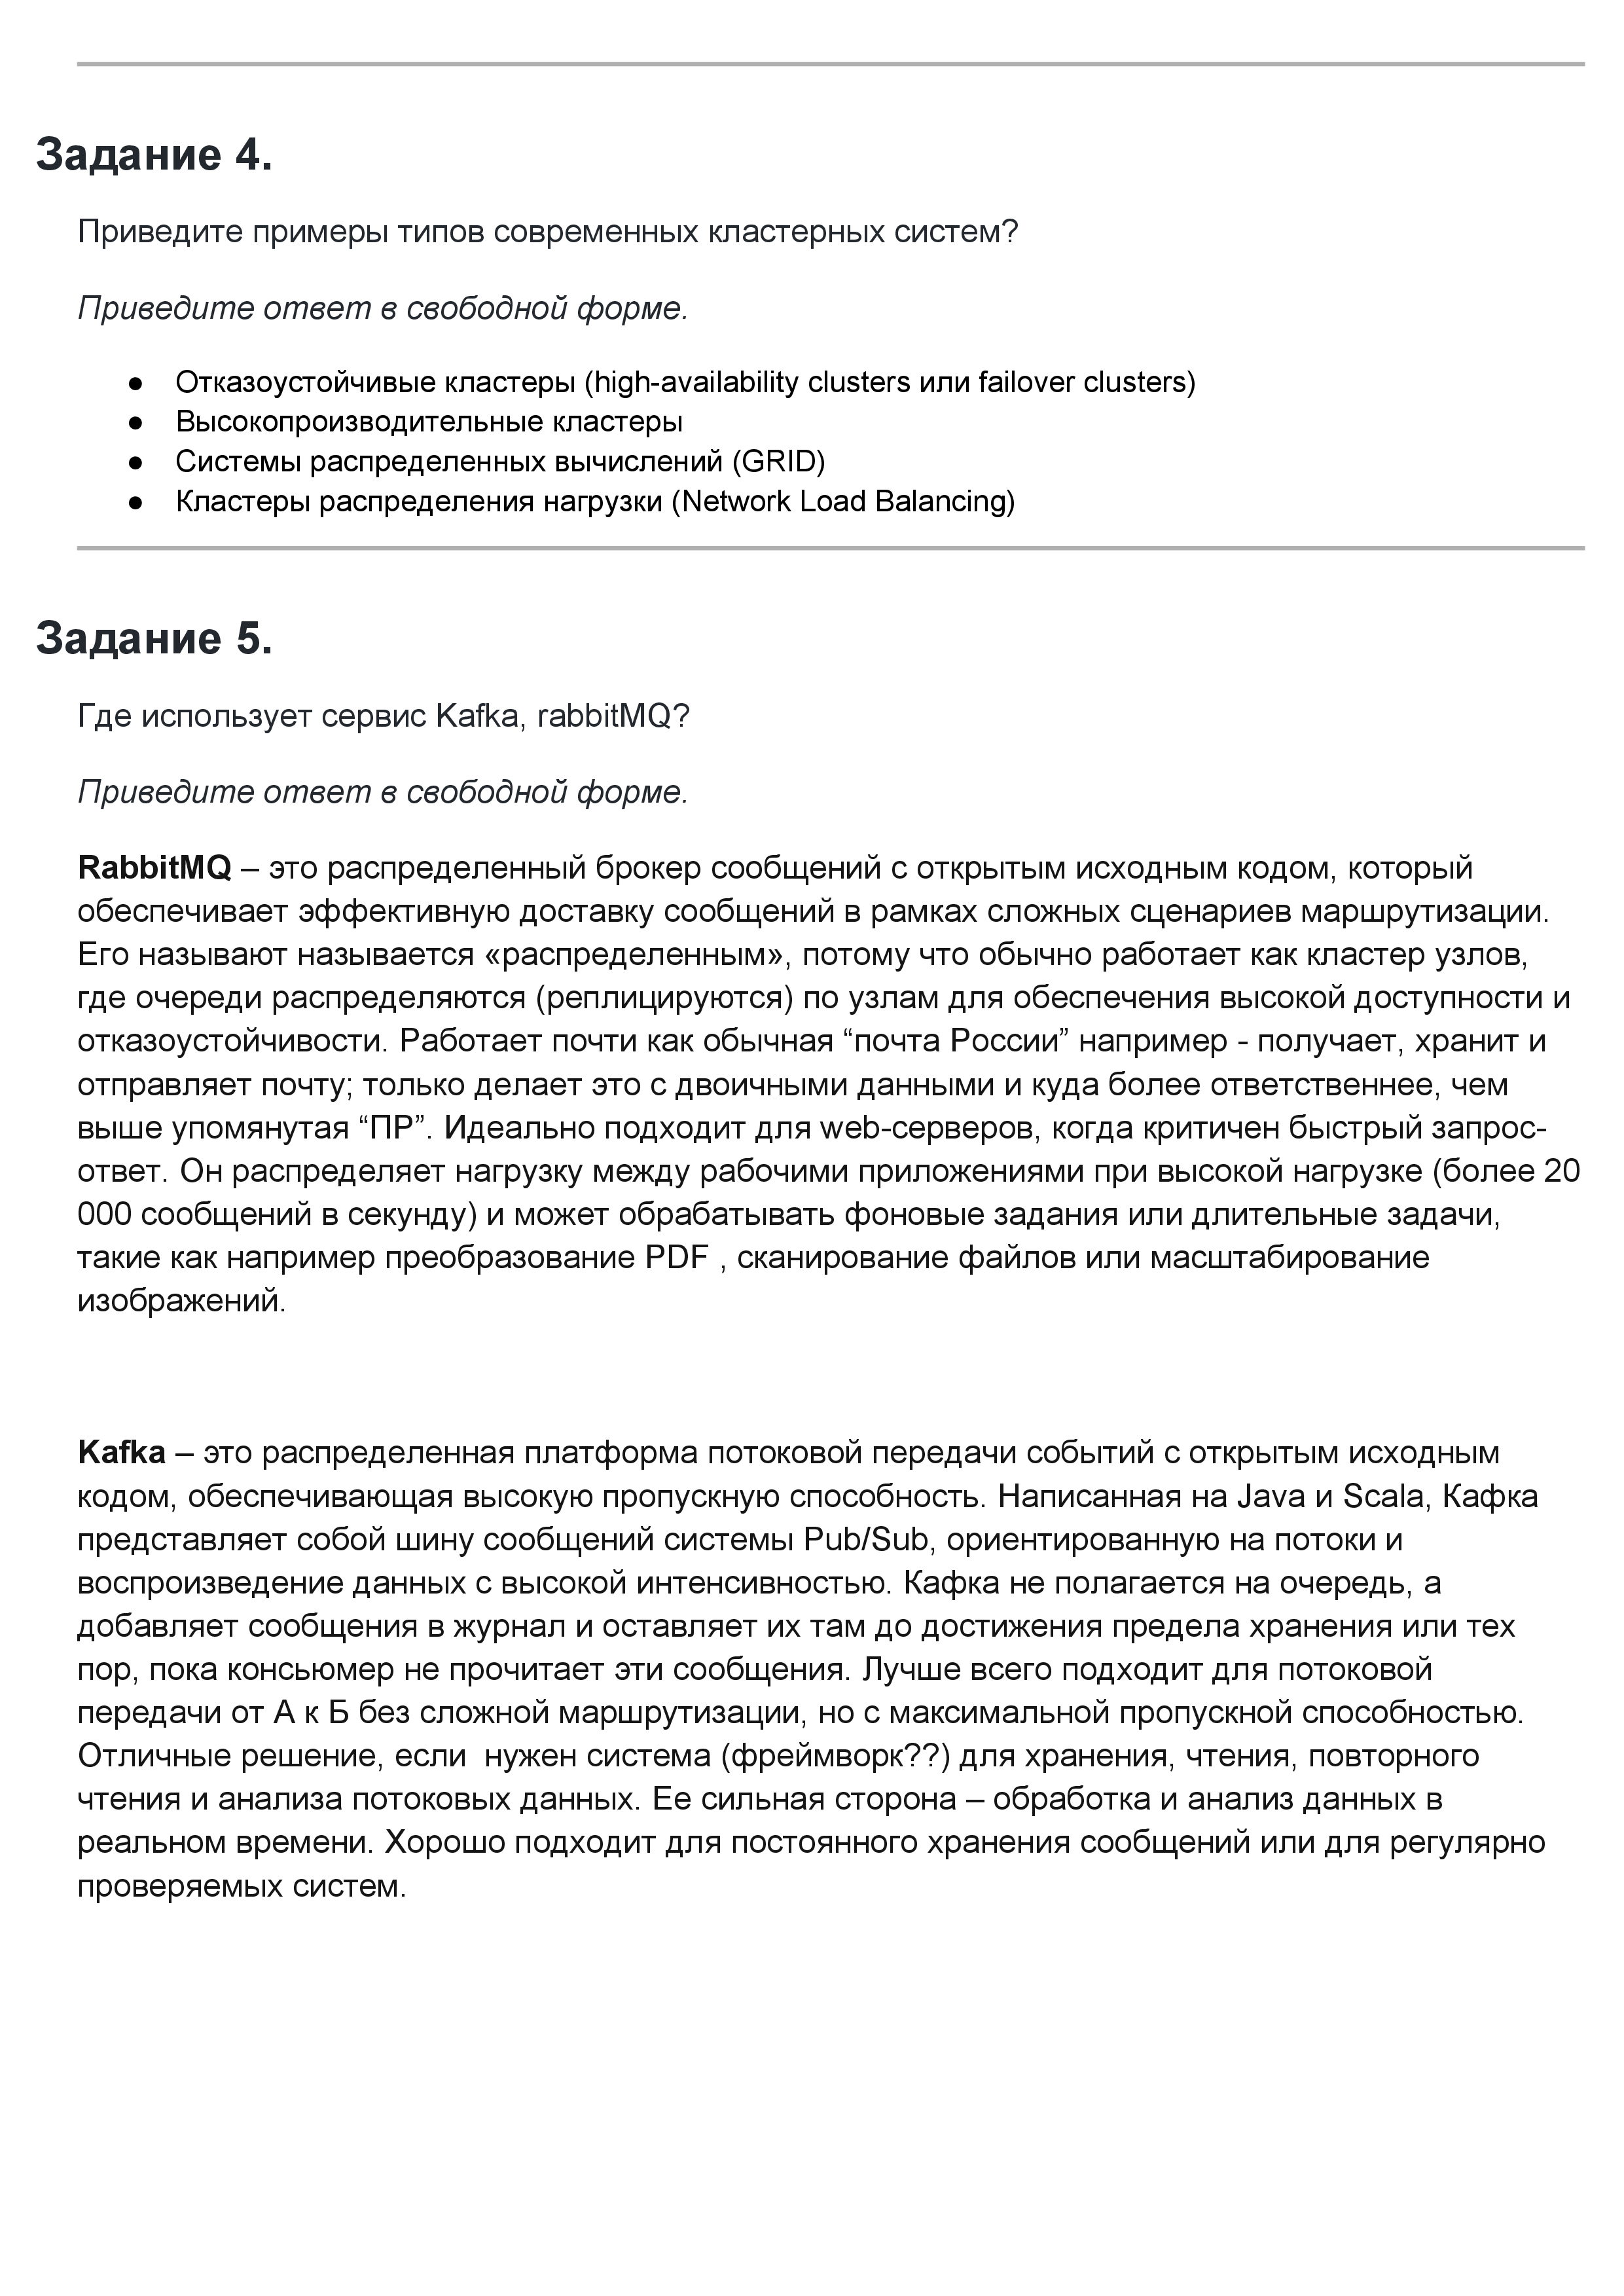 Задание 4.
Приведите примеры типов современных кластерных систем?
Приведите ответ в свободной форме.
● Отказоустойчивые кластеры (high-availability clusters или failover clusters)
● Высокопроизводительные кластеры
● Системы распределенных вычислений (GRID)
● Кластеры распределения нагрузки (Network Load Balancing)
Задание 5.
Где использует сервис Kafka, rabbitMQ?
Приведите ответ в свободной форме.
RabbitMQ – это распределенный брокер сообщений с открытым исходным кодом, который
обеспечивает эффективную доставку сообщений в рамках сложных сценариев маршрутизации.
Его называют называется «распределенным», потому что обычно работает как кластер узлов,
где очереди распределяются (реплицируются) по узлам для обеспечения высокой доступности и
отказоустойчивости. Работает почти как обычная “почта России” например - получает, хранит и
отправляет почту; только делает это с двоичными данными и куда более ответственнее, чем
выше упомянутая “ПР”. Идеально подходит для web-серверов, когда критичен быстрый запрос-
ответ. Он распределяет нагрузку между рабочими приложениями при высокой нагрузке (более 20
000 сообщений в секунду) и может обрабатывать фоновые задания или длительные задачи,
такие как например преобразование PDF , сканирование файлов или масштабирование
изображений.
Kafka – это распределенная платформа потоковой передачи событий с открытым исходным
кодом, обеспечивающая высокую пропускную способность. Написанная на Java и Scala, Кафка
представляет собой шину сообщений системы Pub/Sub, ориентированную на потоки и
воспроизведение данных с высокой интенсивностью. Кафка не полагается на очередь, а
добавляет сообщения в журнал и оставляет их там до достижения предела хранения или тех
пор, пока консьюмер не прочитает эти сообщения. Лучше всего подходит для потоковой
передачи от А к Б без сложной маршрутизации, но с максимальной пропускной способностью.
Отличные решение, если  нужен система (фреймворк??) для хранения, чтения, повторного
чтения и анализа потоковых данных. Ее сильная сторона – обработка и анализ данных в
реальном времени. Хорошо подходит для постоянного хранения сообщений или для регулярно
проверяемых систем.